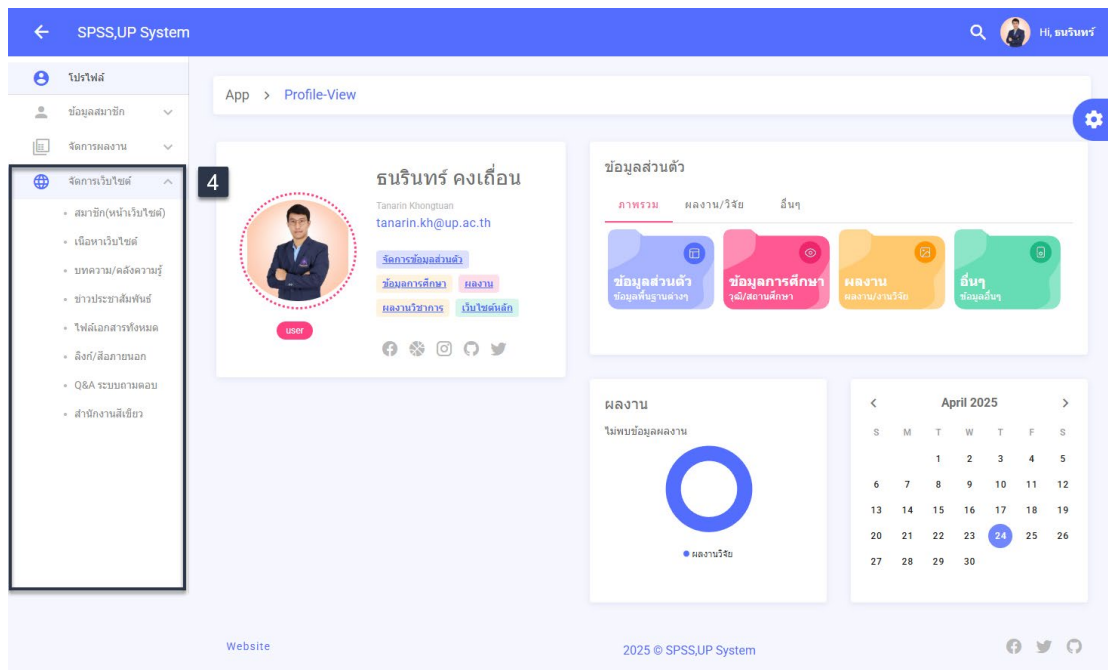 SPSS,UP System
Hi, ธนรินทร์
โปรไฟล์
ข้อมูลสมาชิก
จัดการผลงาน
จัดการเว็บไซต์
สมาชิก(หน้าเว็บไซต์)
เนื้อหาเว็บไซต์
บทความ/คลังความรู้
ข่าวประชาสัมพันธ์
ไฟล์เอกสารทั้งหมด
ลิงก์/สื่อภายนอก
Q&A ระบบถามตอบ
สำนักงานสีเขียว
4
App > Profile-View
ธนรินทร์ คงเถื่อน
Tanarin Khongtuan
tanarin.kh@up.ac.th
จัดการข้อมูลส่วนตัว
ข้อมูลการศึกษา ผลงาน
ผลงานวิชาการ เว็บไซต์หลัก
user
ข้อมูลส่วนตัว
ภาพรวม ผลงาน/วิจัย อื่นๆ
ข้อมูลส่วนตัว
ข้อมูลพื้นฐานต่างๆ
ข้อมูลการศึกษา
วุฒิ/สถานศึกษา
ผลงาน
ผลงาน/งานวิจัย
อื่นๆ
ข้อมูลอื่นๆ
ผลงาน
ไม่พบข้อมูลผลงาน
ผลงานวิจัย
< April 2025 >
S M T W T F S
1 2 3 4 5
6 7 8 9 10 11 12
13 14 15 16 17 18 19
20 21 22 23 24 25 26
27 28 29 30
Website
2025 © SPSS,UP System